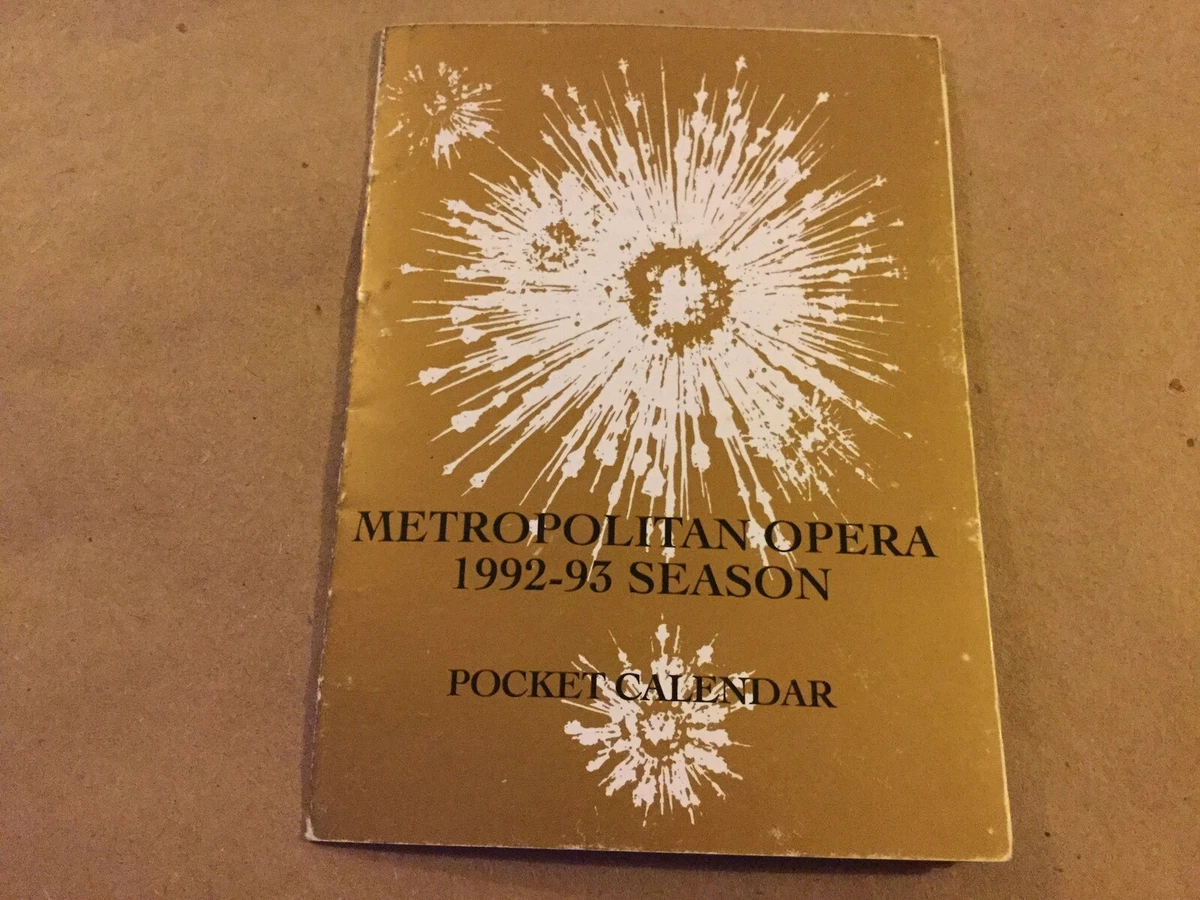 METROPOLITAN OPERA
1992-93 SEASON
POCKET CALENDAR